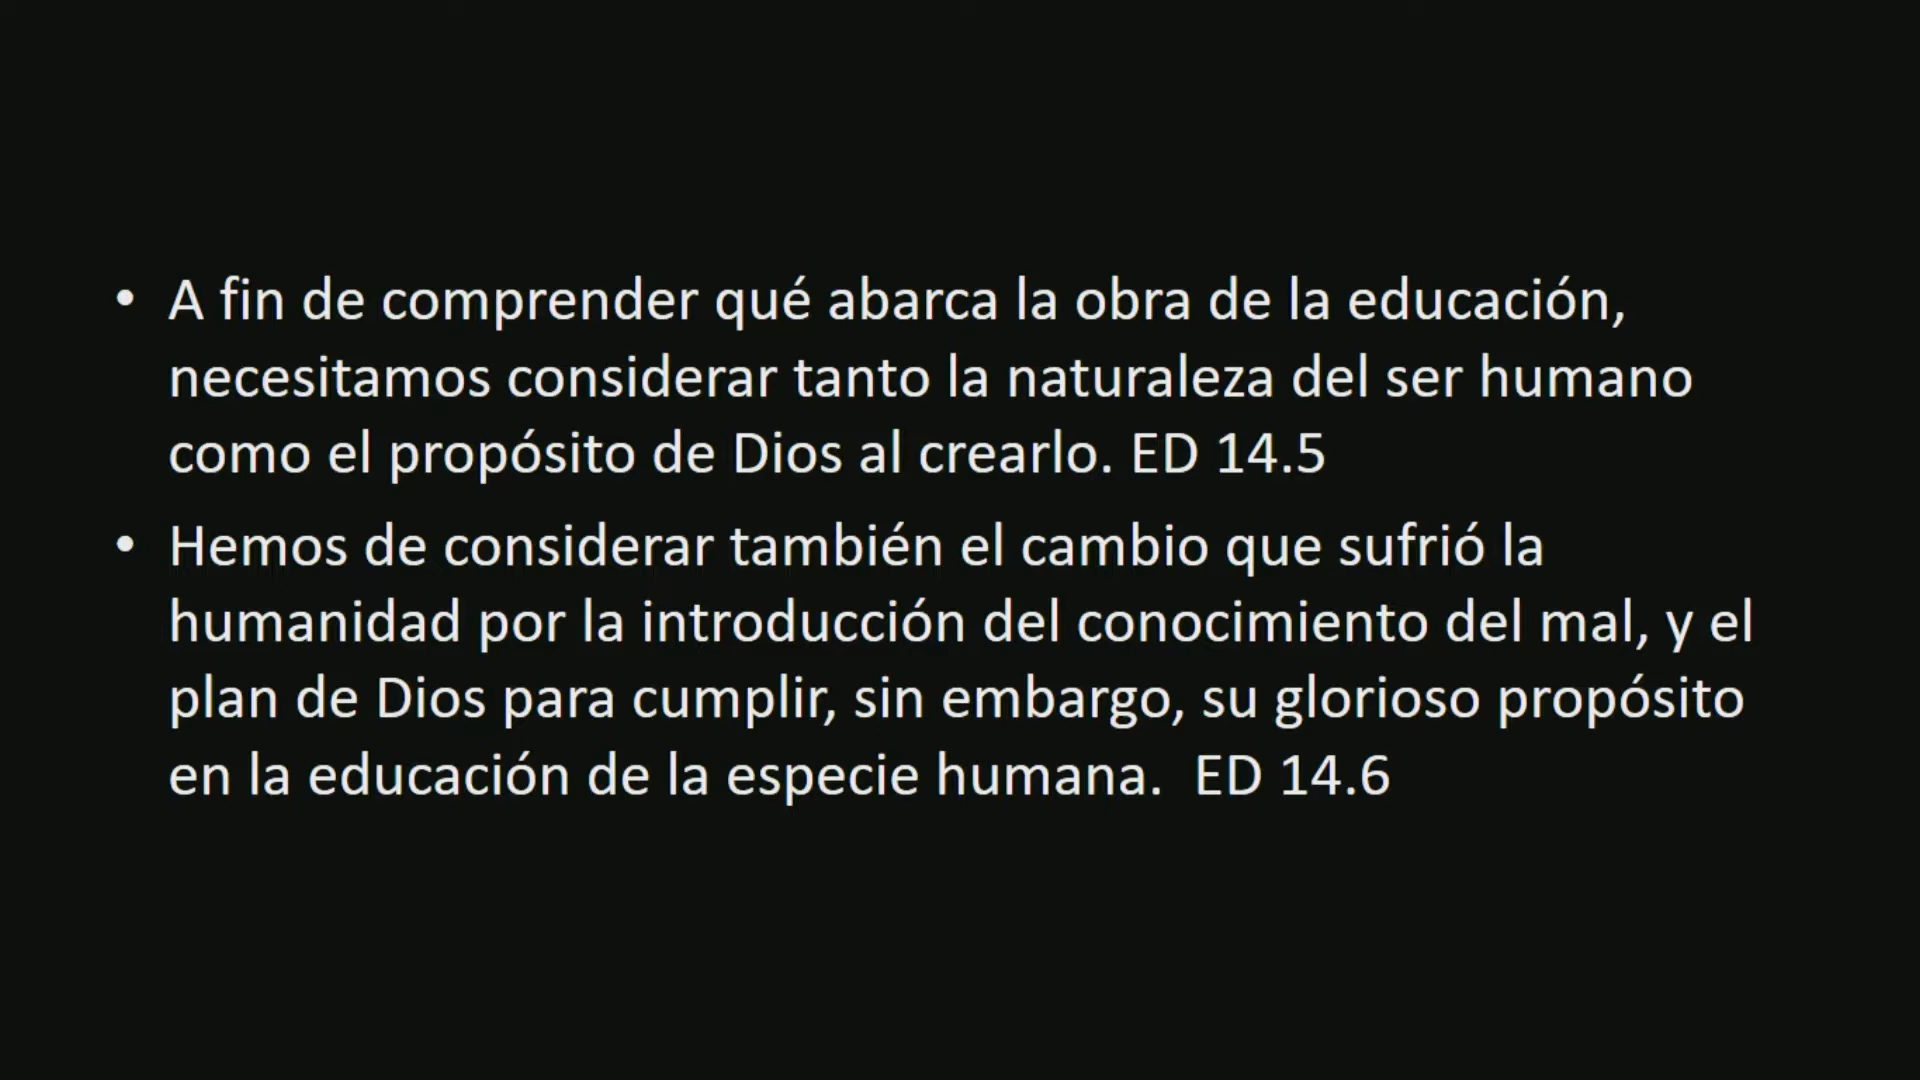 • A fin de comprender qué abarca la obra de la educación,
necesitamos considerar tanto la naturaleza del ser humano
como el propósito de Dios al crearlo. ED 14.5
• Hemos de considerar también el cambio que sufrió la
humanidad por la introducción del conocimiento del mal, y el
plan de Dios para cumplir, sin embargo, su glorioso propósito
en la educación de la especie humana.  ED 14.6